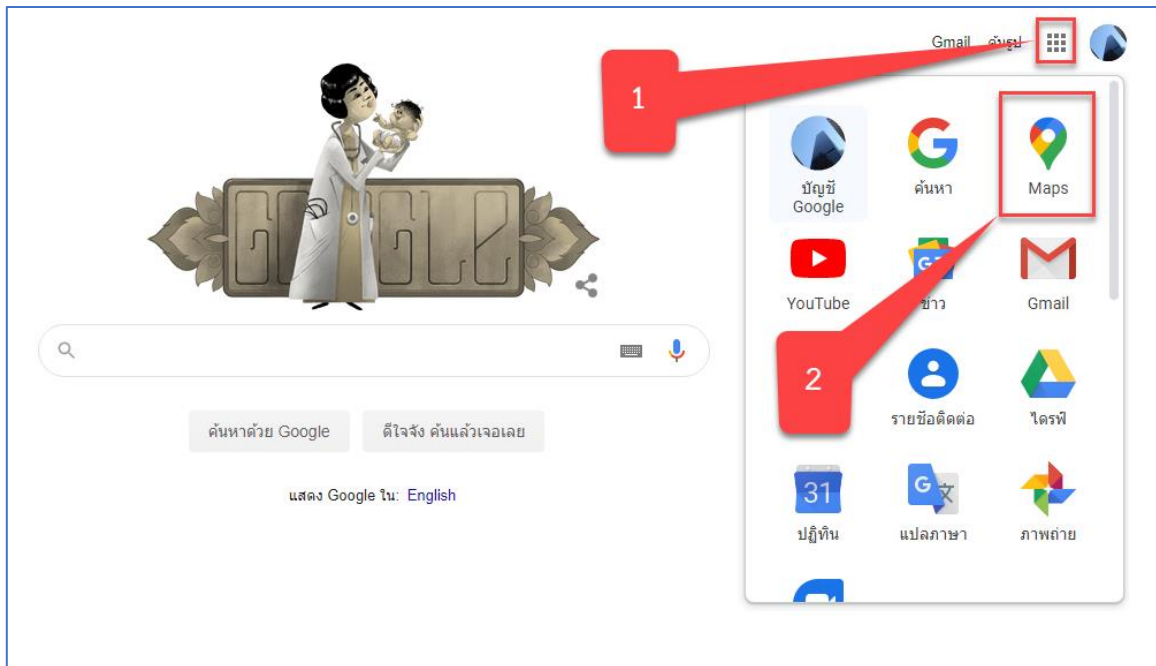 Gmail ค้นรูป
1
GOOGLE
บัญชี
Google
ค้นหา
Maps
YouTube
ข่าว
Gmail
2
รายชื่อติดต่อ
ไดรฟ์
ค้นหาด้วย Google
ดีใจจัง ค้นแล้วเจอเลย
แสดง Google ใน: English
31
ปฏิทิน
แปลภาษา
ภาพถ่าย